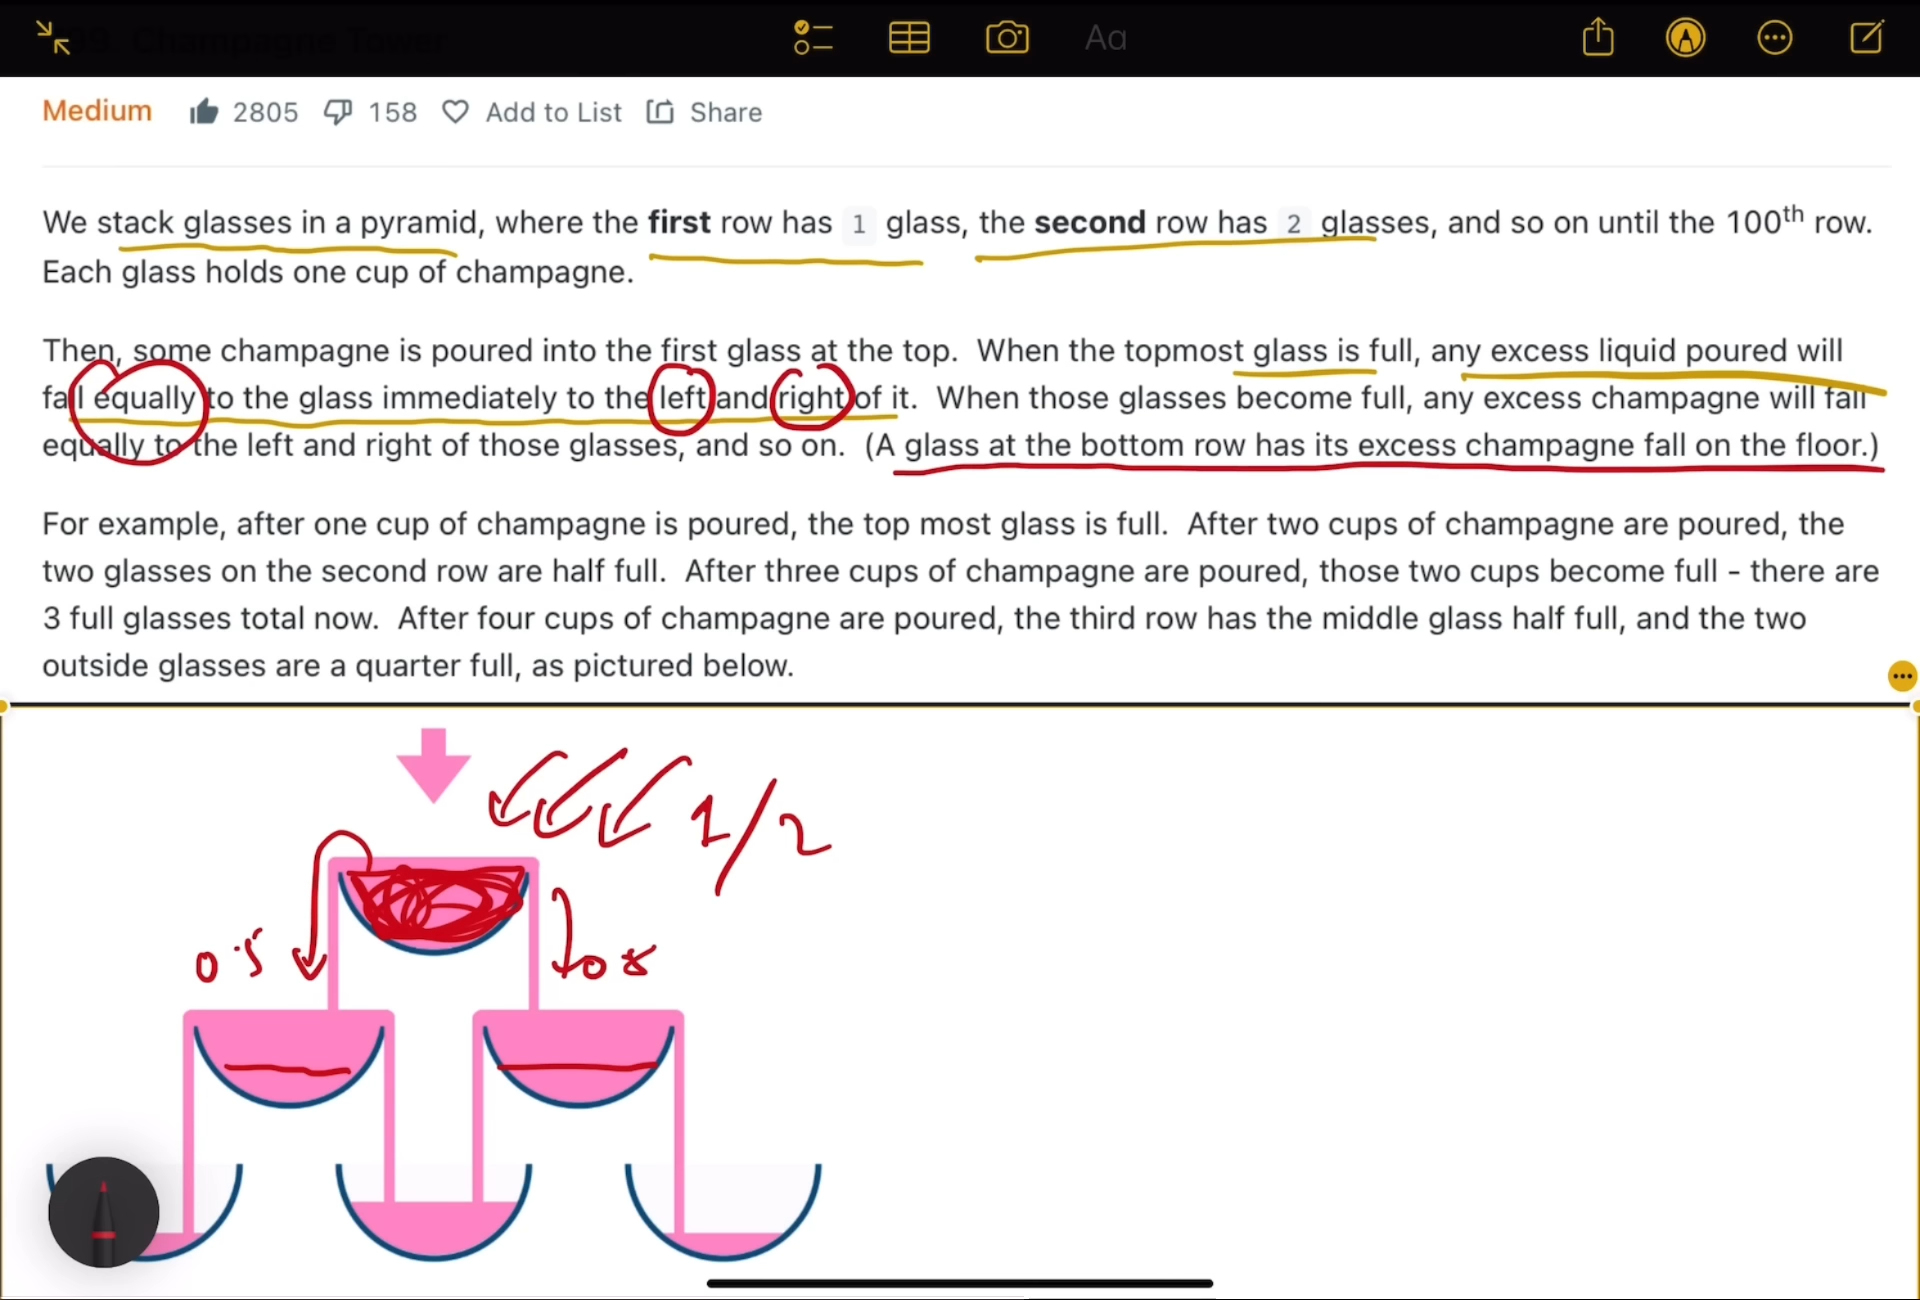 99. Champagne Tower
Aa
Medium 2805 158 Add to List Share
We stack glasses in a pyramid, where the first row has 1 glass, the second row has 2 glasses, and so on until the 100th row.
Each glass holds one cup of champagne.
Then, some champagne is poured into the first glass at the top. When the topmost glass is full, any excess liquid poured will
fall equally to the glass immediately to the left and right of it. When those glasses become full, any excess champagne will fall
equally to the left and right of those glasses, and so on. (A glass at the bottom row has its excess champagne fall on the floor.)
For example, after one cup of champagne is poured, the top most glass is full. After two cups of champagne are poured, the
two glasses on the second row are half full. After three cups of champagne are poured, those two cups become full - there are
3 full glasses total now. After four cups of champagne are poured, the third row has the middle glass half full, and the two
outside glasses are a quarter full, as pictured below.
1/2
0.5